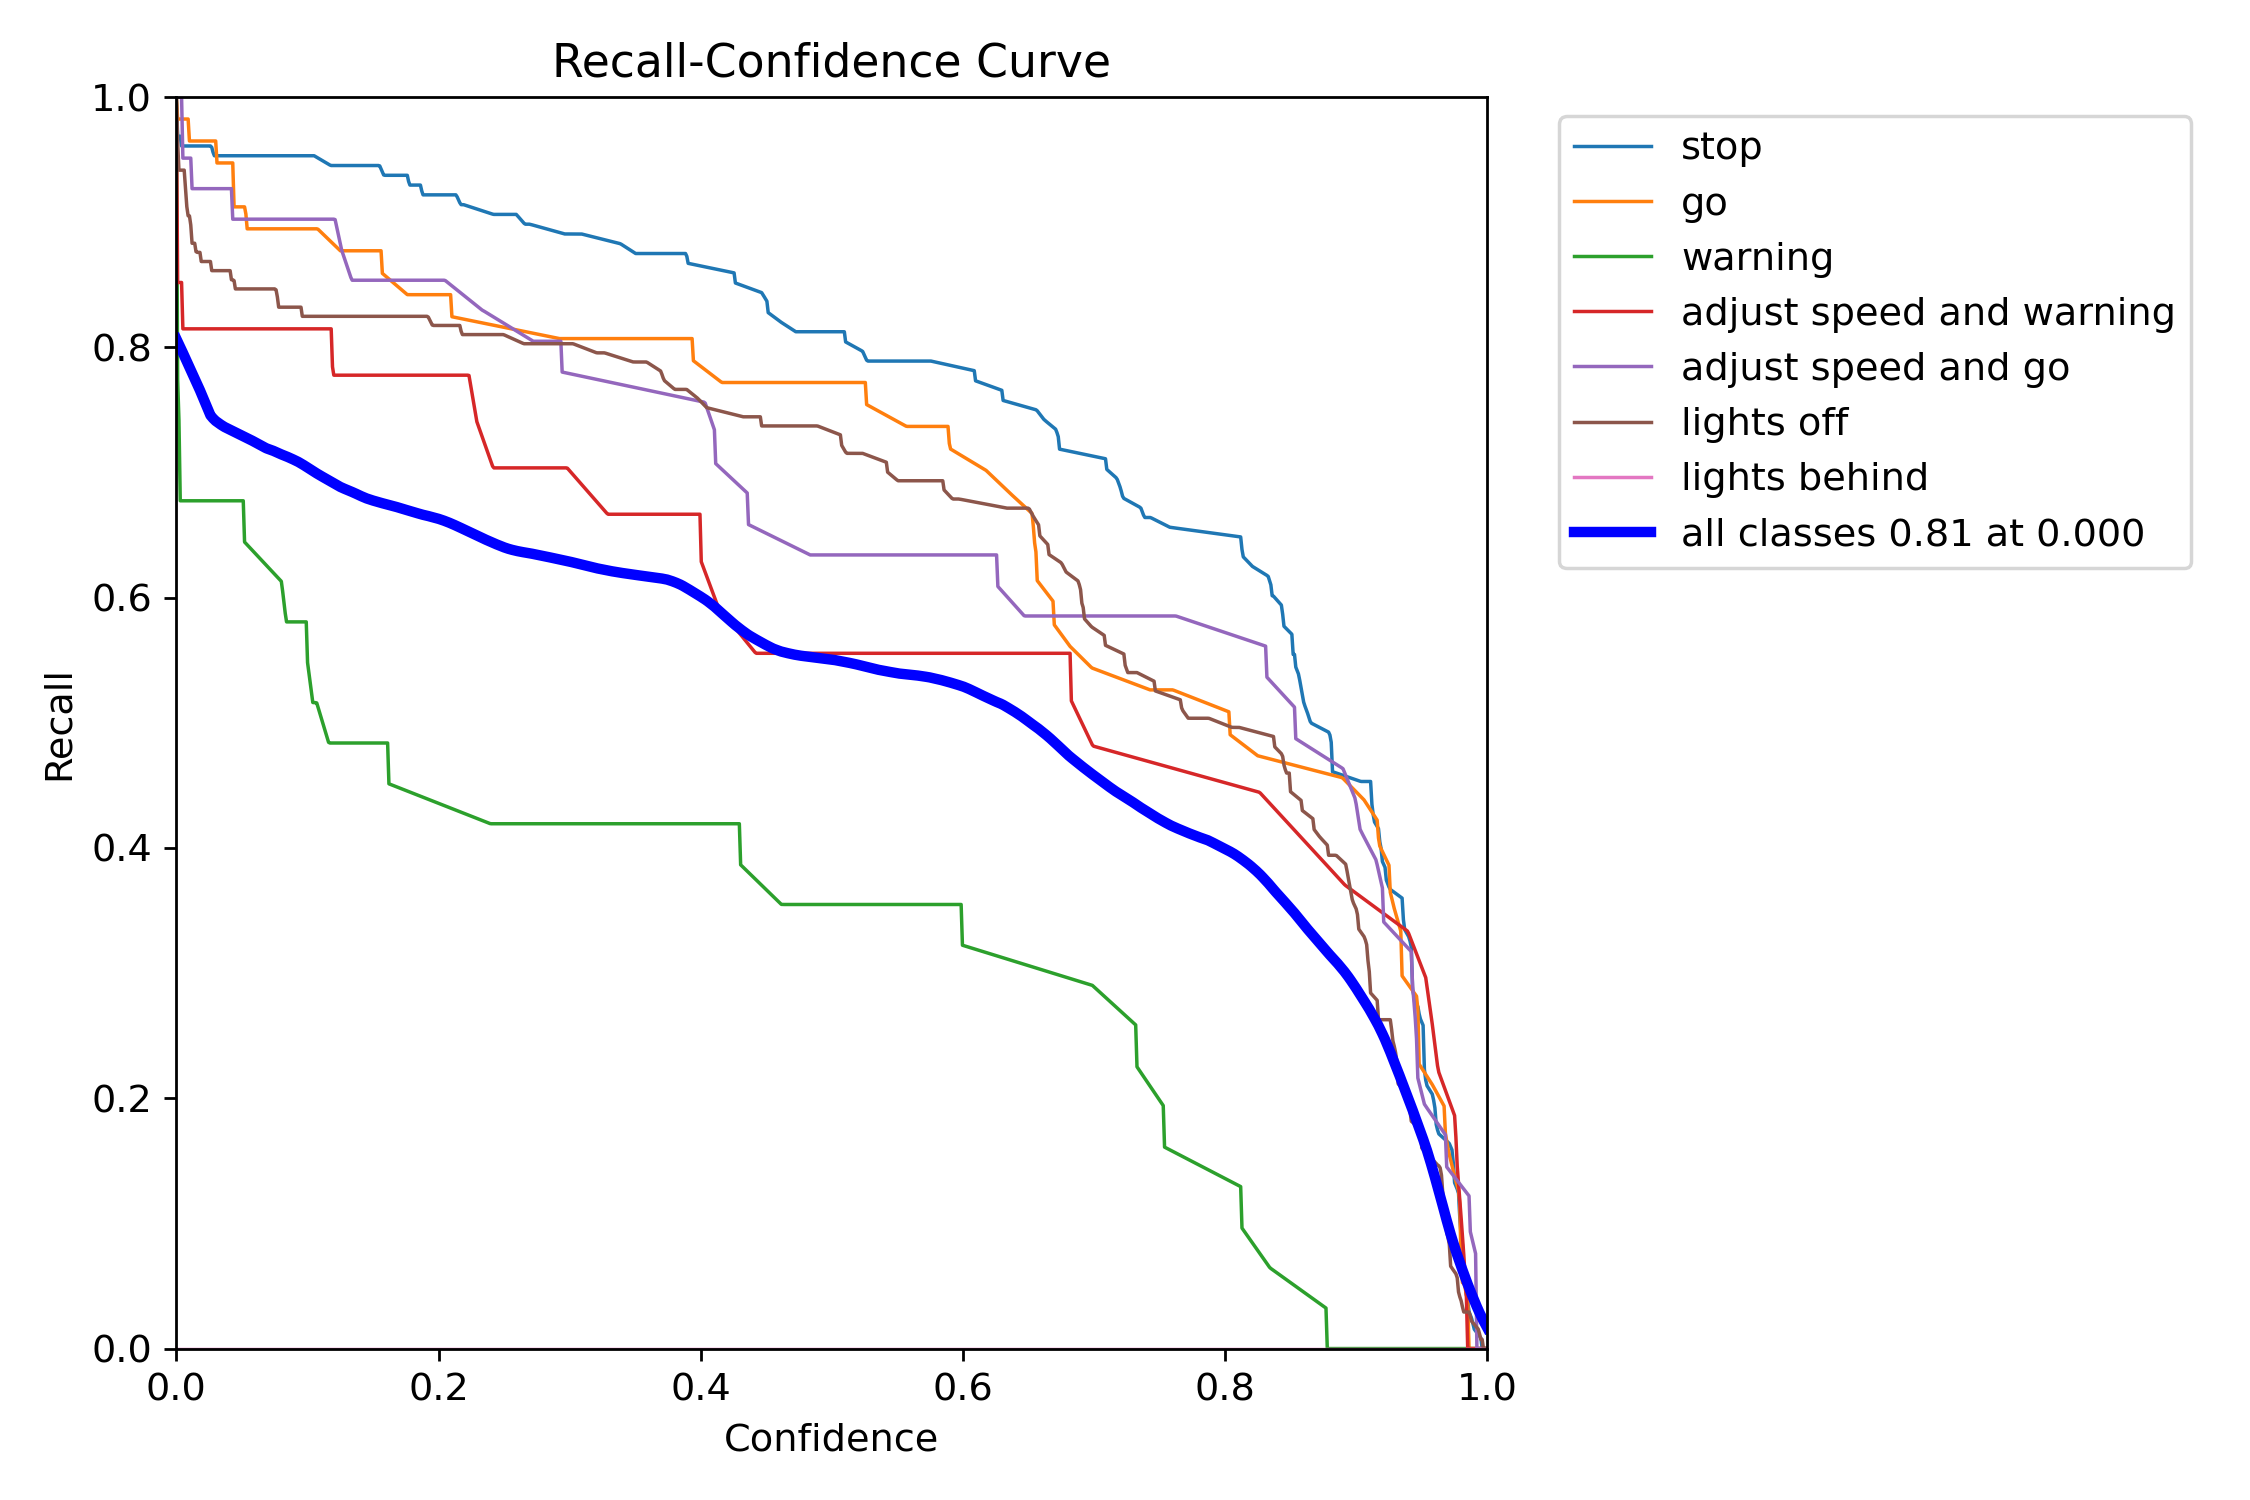 Recall-Confidence Curve
1.0
0.8
0.6
0.4
0.2
0.0
Recall
0.0 0.2 0.4 0.6 0.8 1.0
Confidence
stop
go
warning
adjust speed and warning
adjust speed and go
lights off
lights behind
all classes 0.81 at 0.000